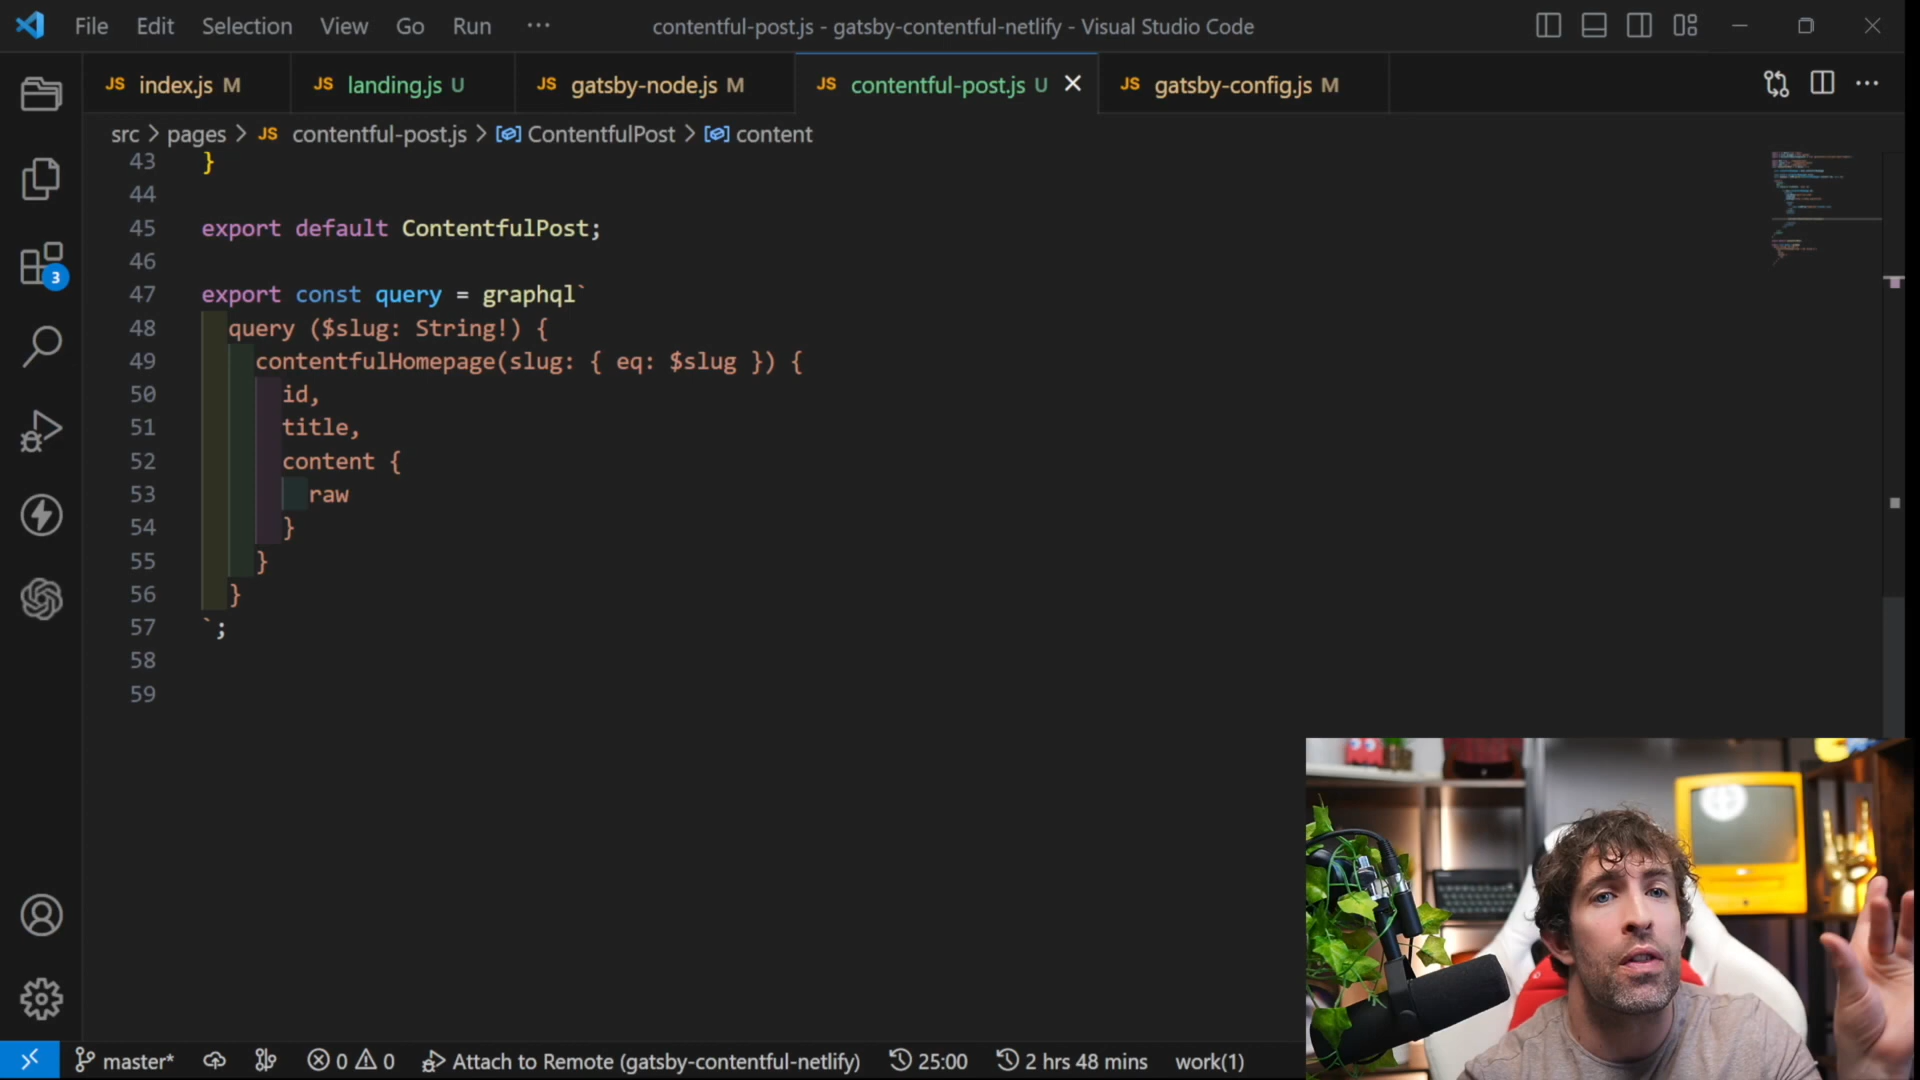 File Edit Selection View Go Run ···
contentful-post.js - gatsby-contentful-netlify - Visual Studio Code
JS index.js M
JS landing.js U
JS gatsby-node.js M
JS contentful-post.js U
JS gatsby-config.js M
src > pages > JS contentful-post.js > ContentfulPost > content
43 }
44
45 export default ContentfulPost;
46
47 export const query = graphql`
48 query ($slug: String!) {
49 contentfulHomepage(slug: { eq: $slug }) {
50 id,
51 title,
52 content {
53 raw
54 }
55 }
56 }
57 `;
58
59
3
master* 0 0 Attach to Remote (gatsby-contentful-netlify) 25:00 2 hrs 48 mins work(1)